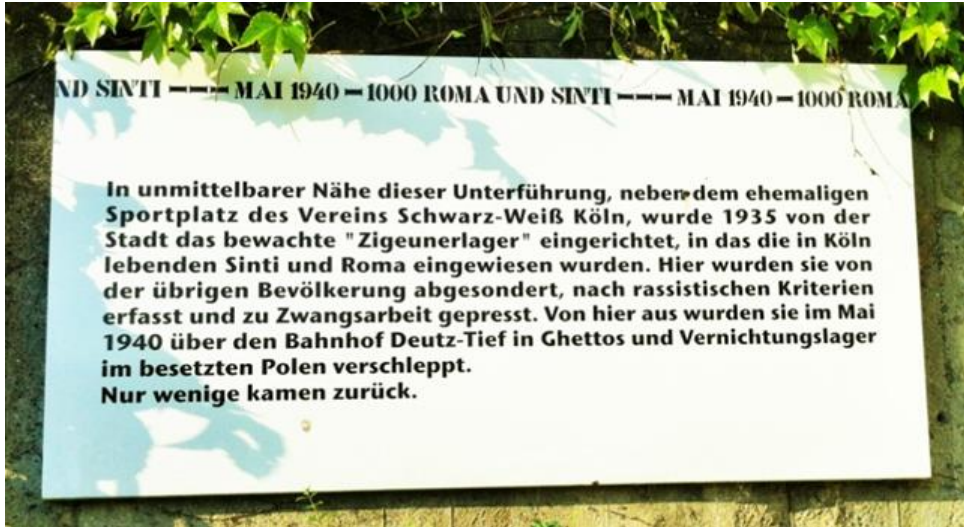 ND SINTI --- MAI 1940 - 1000 ROMA UND SINTI --- MAI 1940 - 1000 ROMA
In unmittelbarer Nähe dieser Unterführung, neben dem ehemaligen
Sportplatz des Vereins Schwarz-Weiß Köln, wurde 1935 von der
Stadt das bewachte "Zigeunerlager" eingerichtet, in das die in Köln
lebenden Sinti und Roma eingewiesen wurden. Hier wurden sie von
der übrigen Bevölkerung abgesondert, nach rassistischen Kriterien
erfasst und zu Zwangsarbeit gepresst. Von hier aus wurden sie im Mai
1940 über den Bahnhof Deutz-Tief in Ghettos und Vernichtungslager
im besetzten Polen verschleppt.
Nur wenige kamen zurück.